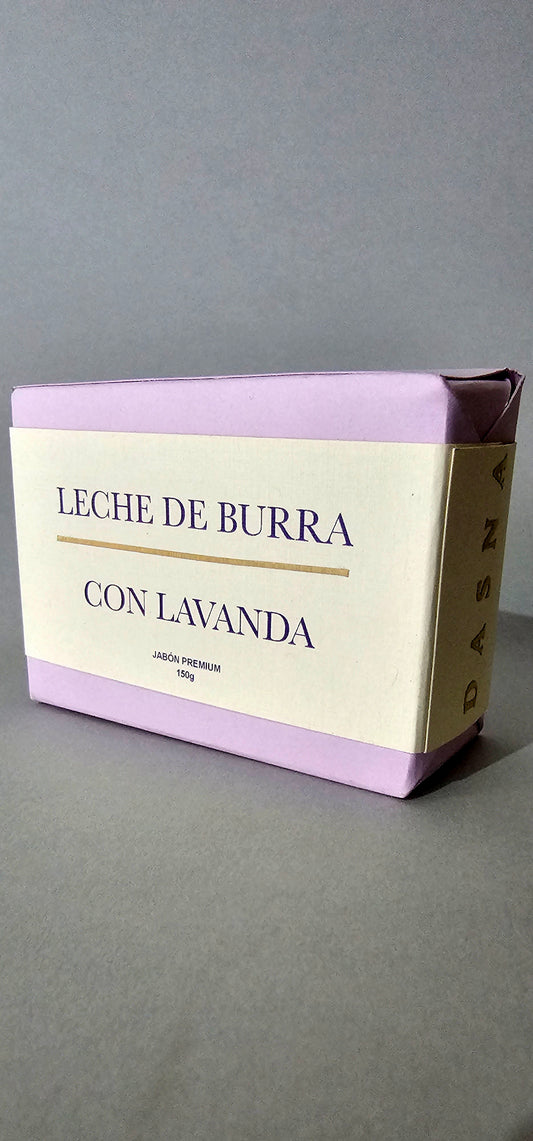 LECHE DE BURRA
CON LAVANDA
JABÓN PREMIUM
150g
DASNA